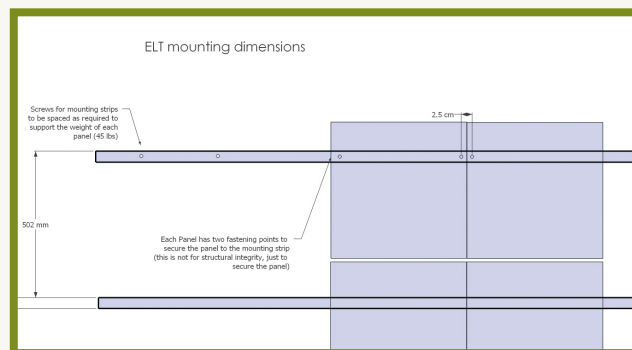 ELT mounting dimensions
Screws for mounting strips
to be spaced as required to
support the weight of each
panel (45 lbs)
2.5 cm
502 mm
Each Panel has two fastening points to
secure the panel to the mounting strip
(this is not for structural integrity, just to
secure the panel)